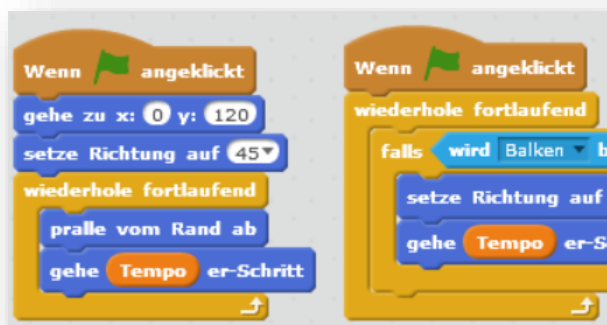 Wenn angeklickt
gehe zu x: 0 y: 120
setze Richtung auf 45
wiederhole fortlaufend
pralle vom Rand ab
gehe Tempo er-Schritt
Wenn angeklickt
wiederhole fortlaufend
falls wird Balken b
setze Richtung auf
gehe Tempo er-S